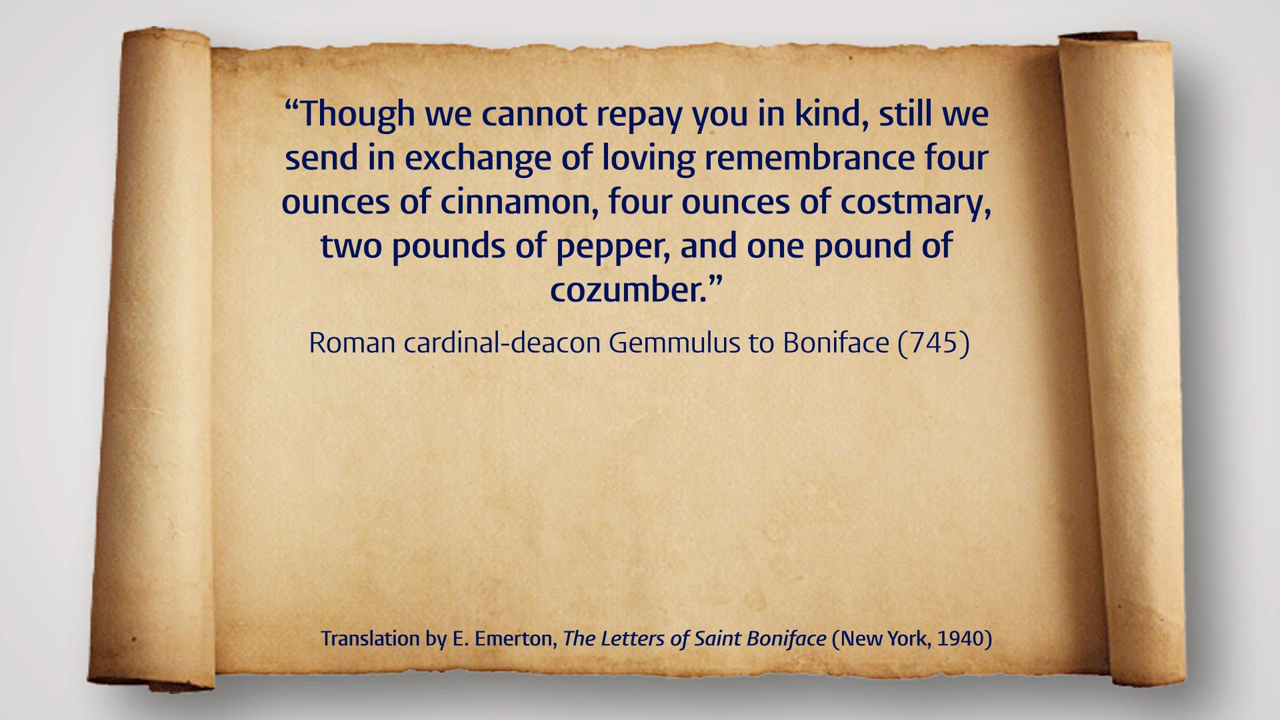 “Though we cannot repay you in kind, still we
send in exchange of loving remembrance four
ounces of cinnamon, four ounces of costmary,
two pounds of pepper, and one pound of
cozumber.”
Roman cardinal-deacon Gemmulus to Boniface (745)
Translation by E. Emerton, The Letters of Saint Boniface (New York, 1940)